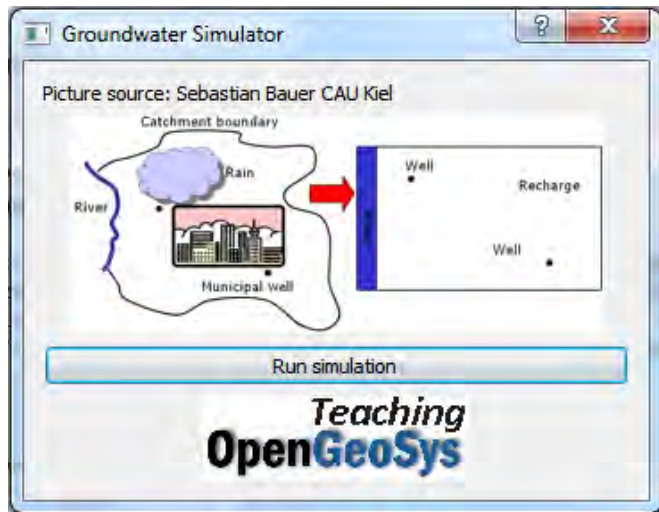 Groundwater Simulator
?
Picture source: Sebastian Bauer CAU Kiel
Catchment boundary
Rain
River
Municipal well
Well
Recharge
Well
Run simulation
Teaching
OpenGeoSys